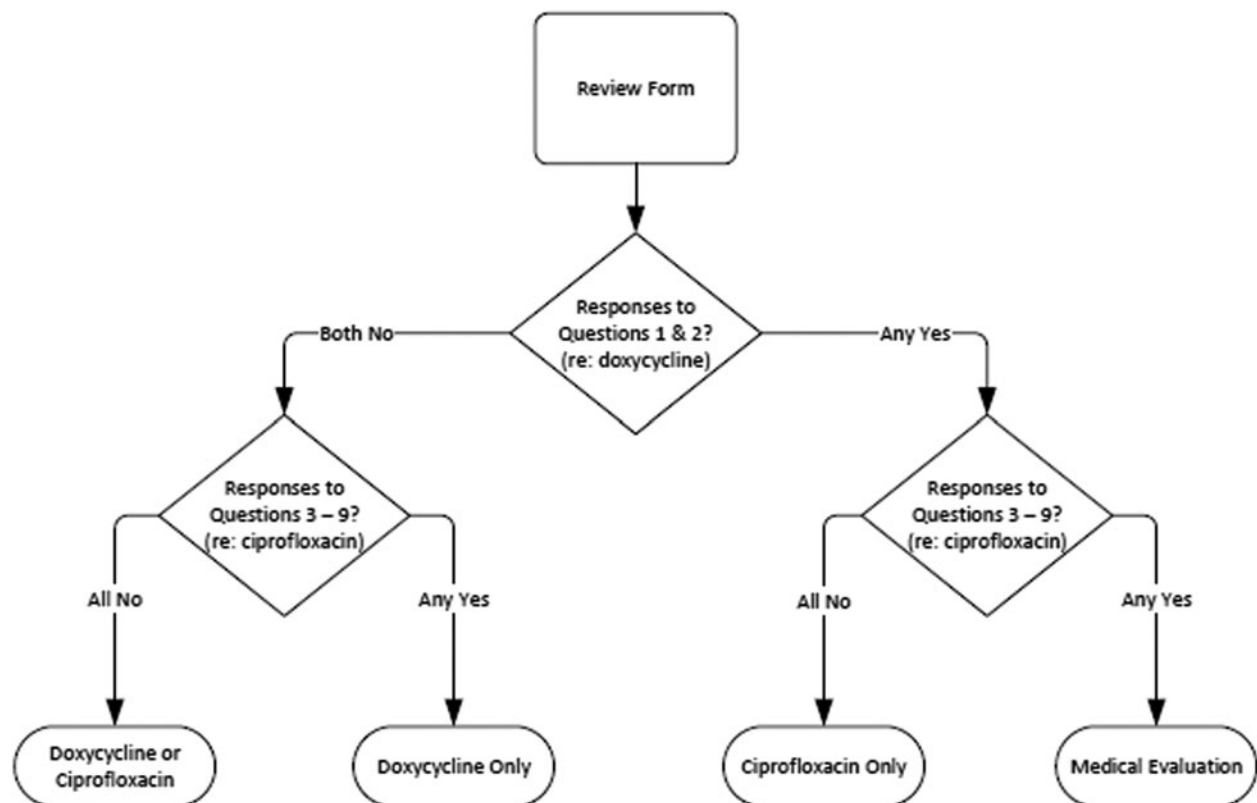 Review Form
Responses to
Questions 1 & 2?
(re: doxycycline)
Both No
Any Yes
Responses to
Questions 3 – 9?
(re: ciprofloxacin)
Responses to
Questions 3 – 9?
(re: ciprofloxacin)
All No
Any Yes
All No
Any Yes
Doxycycline or
Ciprofloxacin
Doxycycline Only
Ciprofloxacin Only
Medical Evaluation